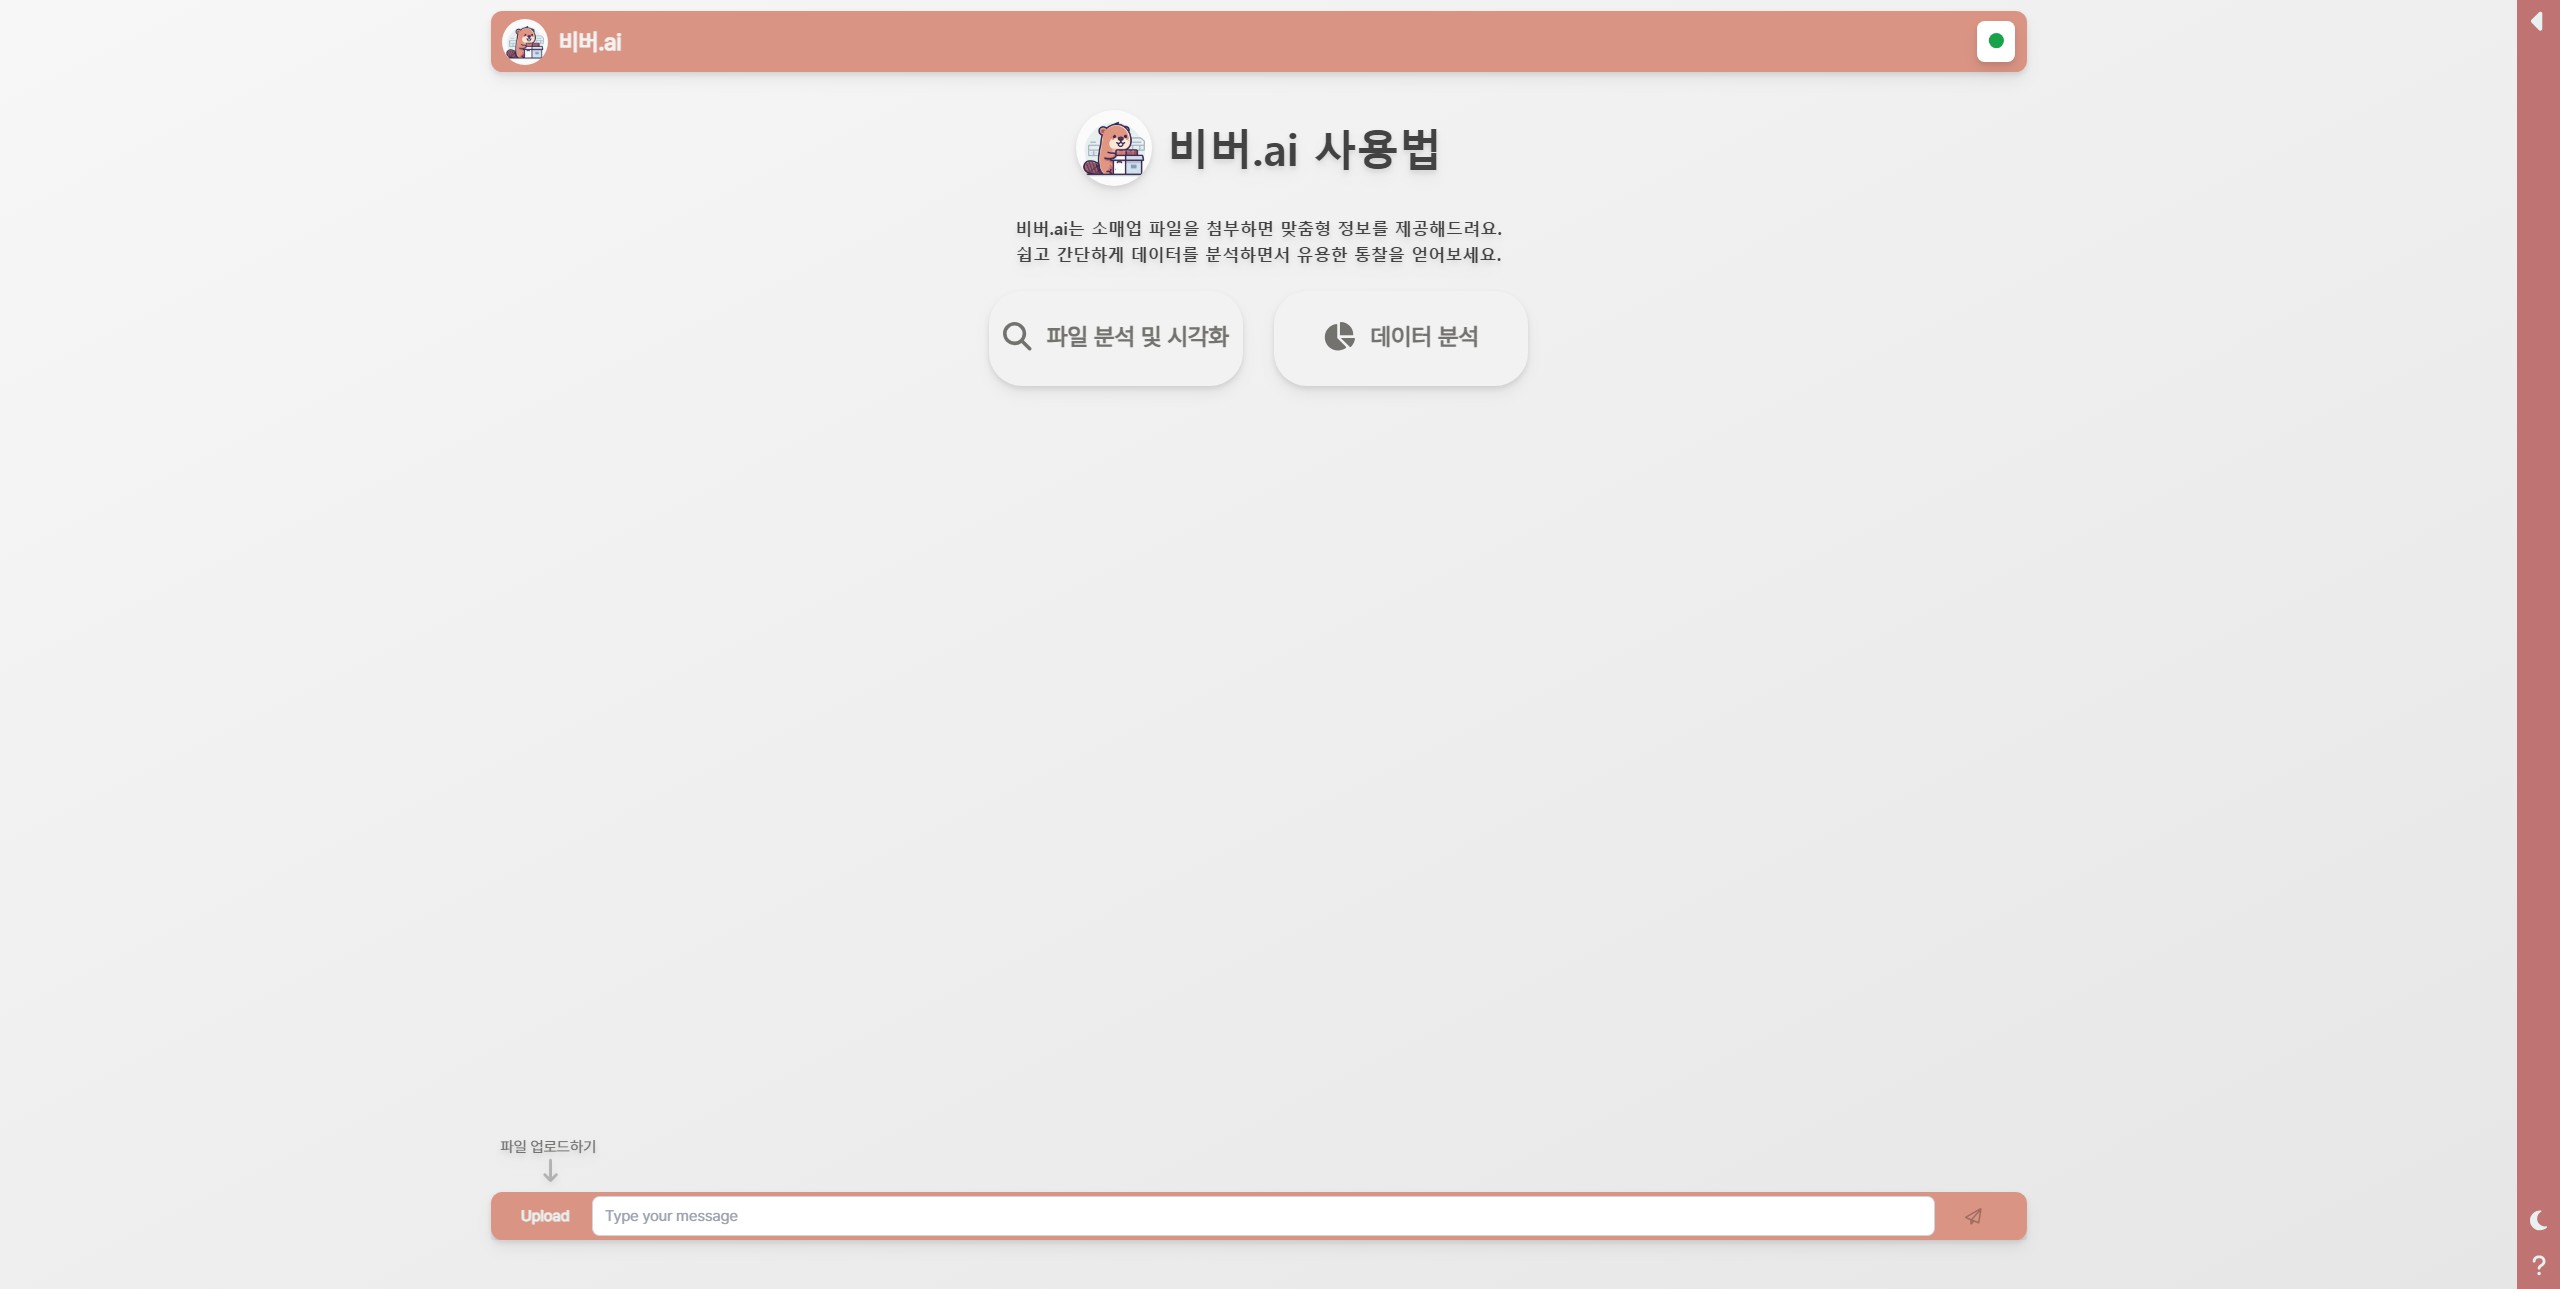 비버.ai
비버.ai 사용법
비버.ai는 소매업 파일을 첨부하면 맞춤형 정보를 제공해드려요.
쉽고 간단하게 데이터를 분석하면서 유용한 통찰을 얻어보세요.
파일 분석 및 시각화
데이터 분석
파일 업로드하기
Upload
Type your message
?